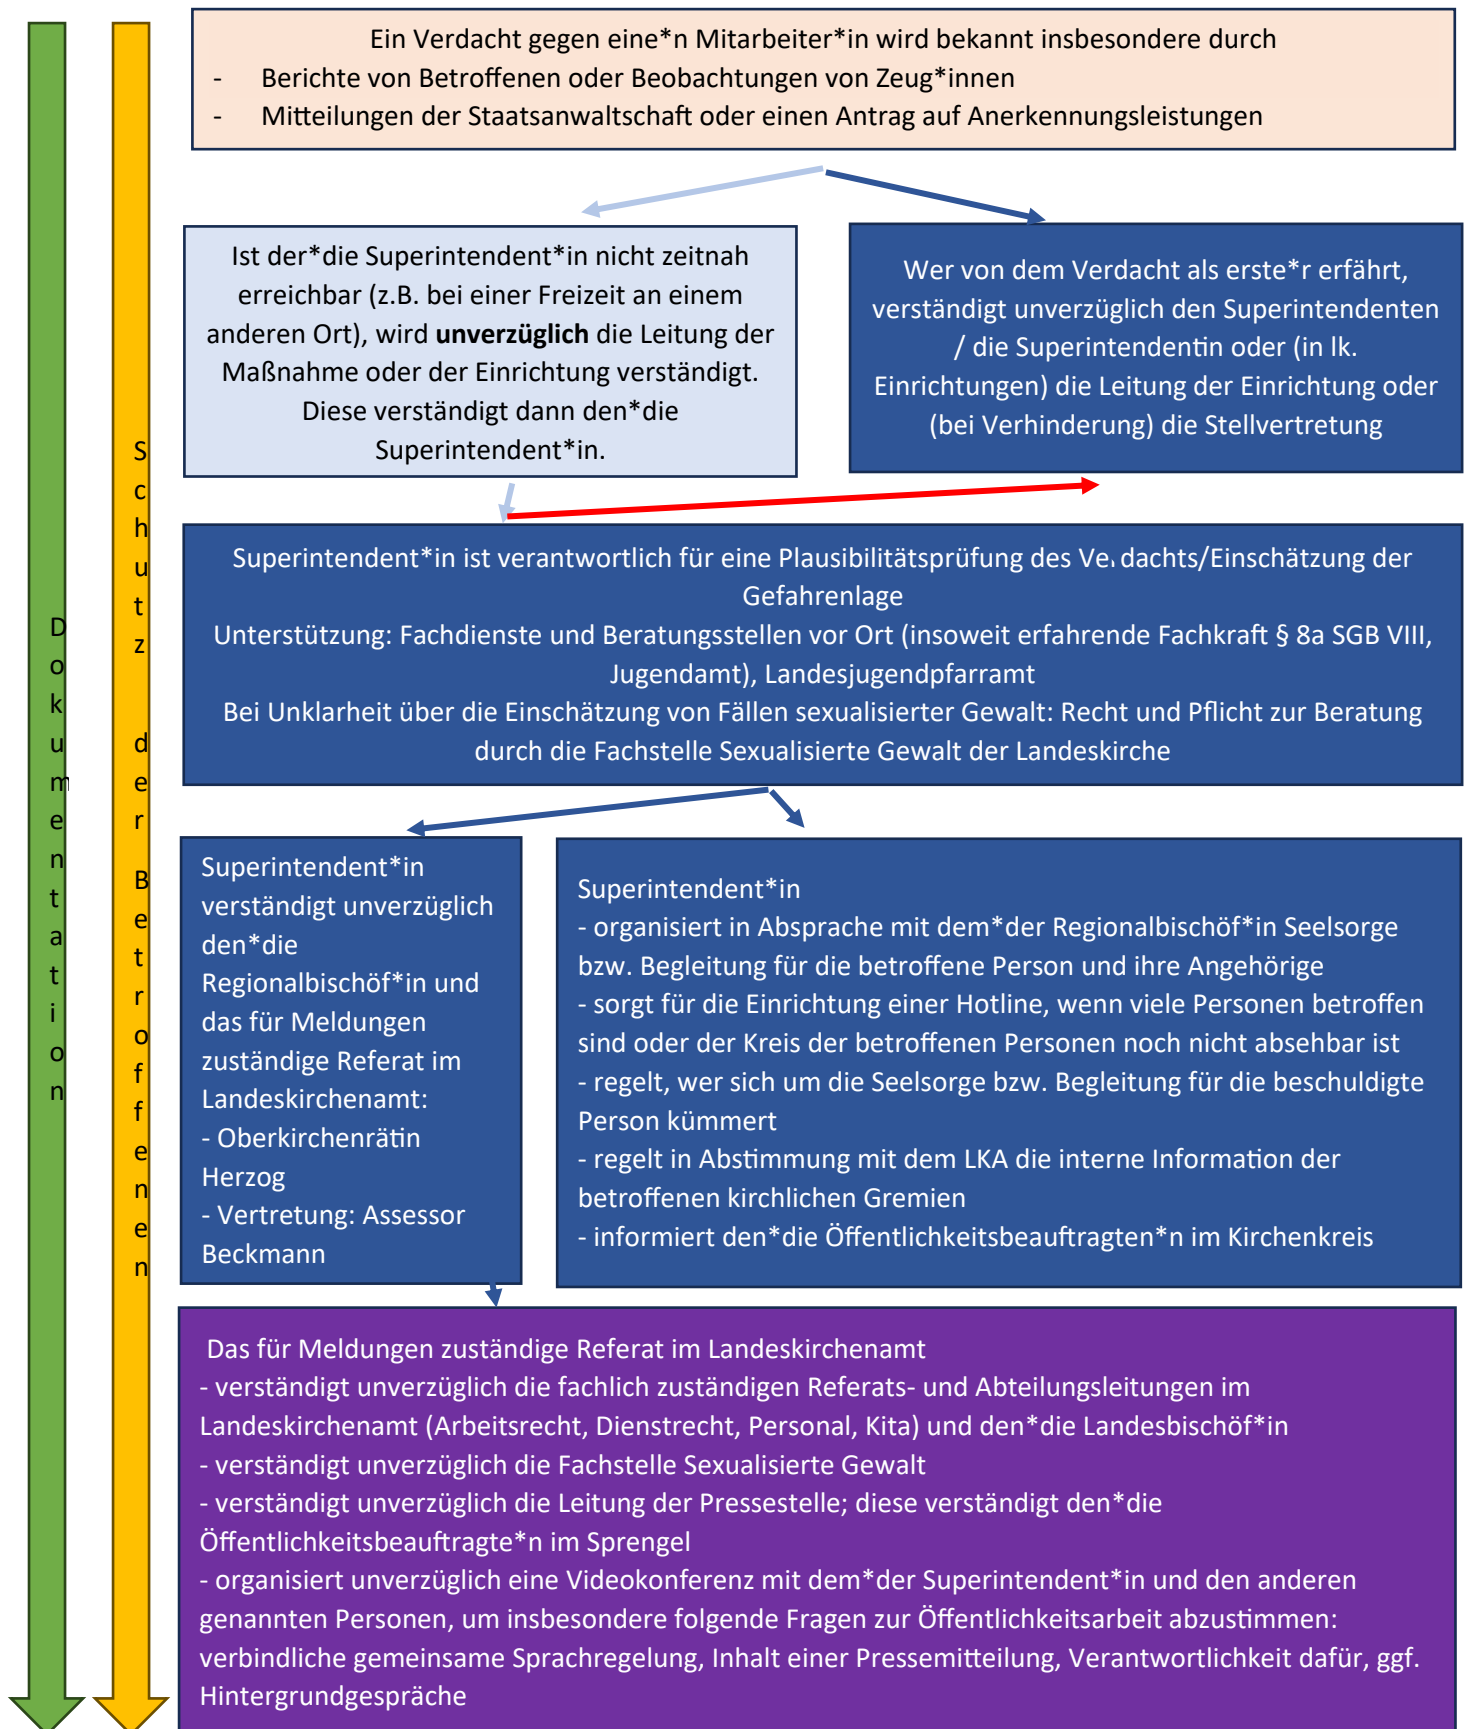 Ein Verdacht gegen eine*n Mitarbeiter*in wird bekannt insbesondere durch
- Berichte von Betroffenen oder Beobachtungen von Zeug*innen
- Mitteilungen der Staatsanwaltschaft oder einen Antrag auf Anerkennungsleistungen
Ist der*die Superintendent*in nicht zeitnah
erreichbar (z.B. bei einer Freizeit an einem
anderen Ort), wird unverzüglich die Leitung der
Maßnahme oder der Einrichtung verständigt.
Diese verständigt dann den*die
Superintendent*in.
Wer von dem Verdacht als erste*r erfährt,
verständigt unverzüglich den Superintendenten
/ die Superintendentin oder (in lk.
Einrichtungen) die Leitung der Einrichtung oder
(bei Verhinderung) die Stellvertretung
Superintendent*in ist verantwortlich für eine Plausibilitätsprüfung des Verdachts/Einschätzung der
Gefahrenlage
Unterstützung: Fachdienste und Beratungsstellen vor Ort (insoweit erfahrende Fachkraft § 8a SGB VIII,
Jugendamt), Landesjugendpfarramt
Bei Unklarheit über die Einschätzung von Fällen sexualisierter Gewalt: Recht und Pflicht zur Beratung
durch die Fachstelle Sexualisierte Gewalt der Landeskirche
Superintendent*in
verständigt unverzüglich
den*die
Regionalbischöf*in und
das für Meldungen
zuständige Referat im
Landeskirchenamt:
- Oberkirchenrätin
Herzog
- Vertretung: Assessor
Beckmann
Superintendent*in
- organisiert in Absprache mit dem*der Regionalbischöf*in Seelsorge
bzw. Begleitung für die betroffene Person und ihre Angehörige
- sorgt für die Einrichtung einer Hotline, wenn viele Personen betroffen
sind oder der Kreis der betroffenen Personen noch nicht absehbar ist
- regelt, wer sich um die Seelsorge bzw. Begleitung für die beschuldigte
Person kümmert
- regelt in Abstimmung mit dem LKA die interne Information der
betroffenen kirchlichen Gremien
- informiert den*die Öffentlichkeitsbeauftragten*n im Kirchenkreis
Das für Meldungen zuständige Referat im Landeskirchenamt
- verständigt unverzüglich die fachlich zuständigen Referats- und Abteilungsleitungen im
Landeskirchenamt (Arbeitsrecht, Dienstrecht, Personal, Kita) und den*die Landesbischöf*in
- verständigt unverzüglich die Fachstelle Sexualisierte Gewalt
- verständigt unverzüglich die Leitung der Pressestelle; diese verständigt den*die
Öffentlichkeitsbeauftragte*n im Sprengel
- organisiert unverzüglich eine Videokonferenz mit dem*der Superintendent*in und den anderen
genannten Personen, um insbesondere folgende Fragen zur Öffentlichkeitsarbeit abzustimmen:
verbindliche gemeinsame Sprachregelung, Inhalt einer Pressemitteilung, Verantwortlichkeit dafür, ggf.
Hintergrundgespräche
Dokumentation
Schutz der Betroffenen